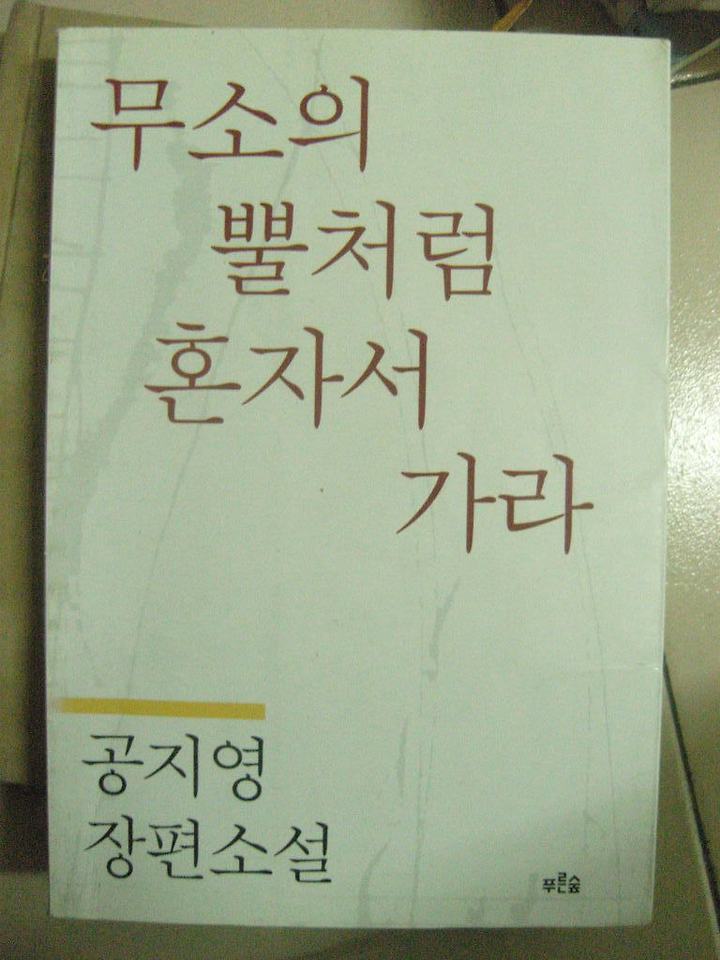 무소의
뿔처럼
혼자서
가라
공지영
장편소설
푸른숲